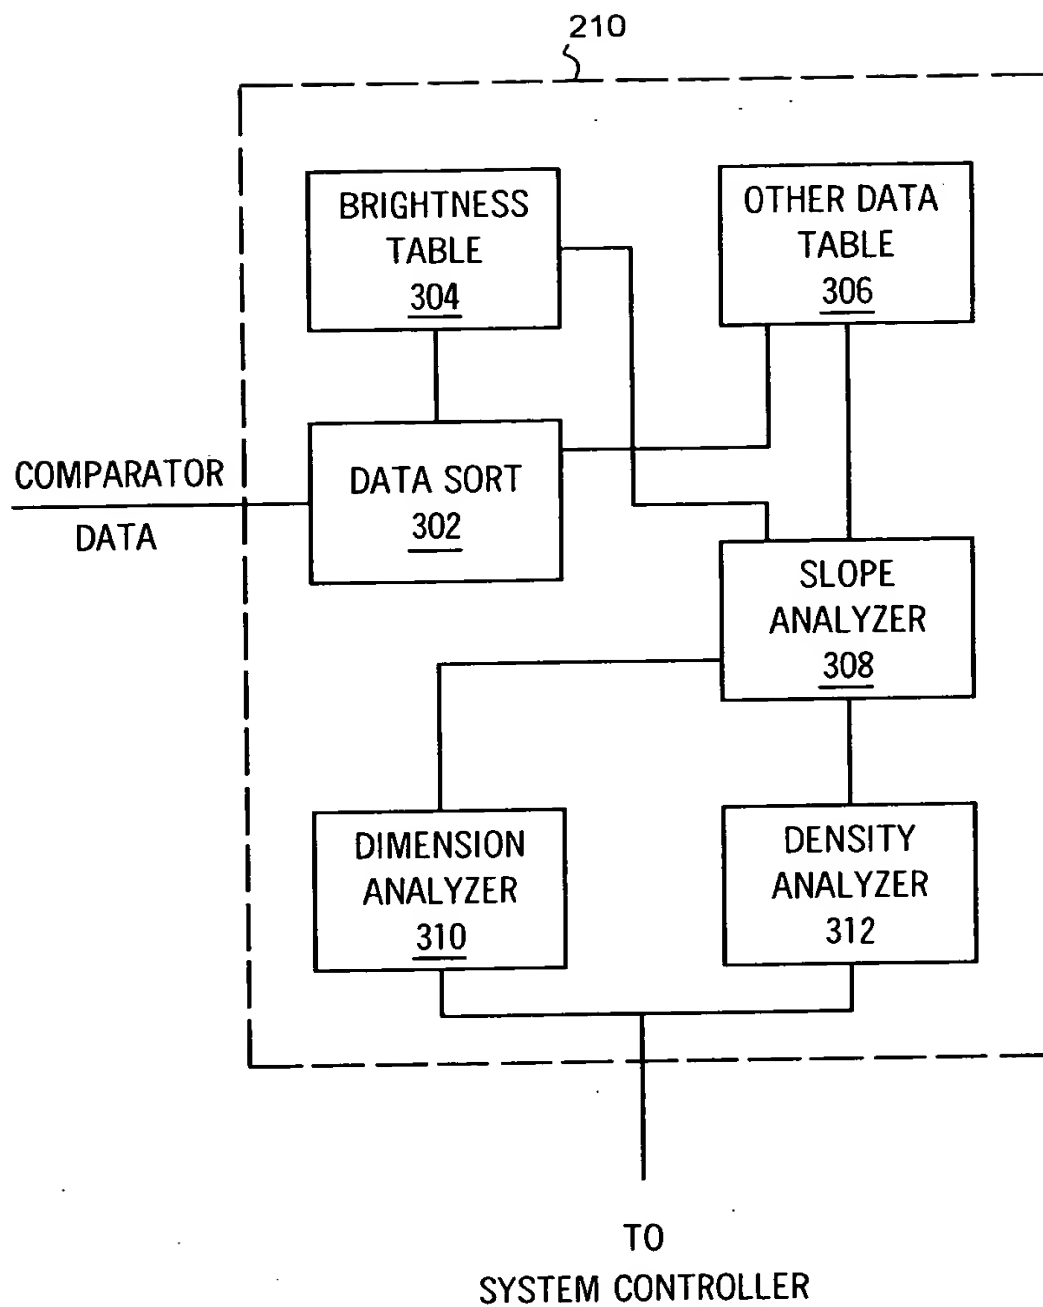 210
BRIGHTNESS
TABLE
304
OTHER DATA
TABLE
306
COMPARATOR
DATA
DATA SORT
302
SLOPE
ANALYZER
308
DIMENSION
ANALYZER
310
DENSITY
ANALYZER
312
TO
SYSTEM CONTROLLER